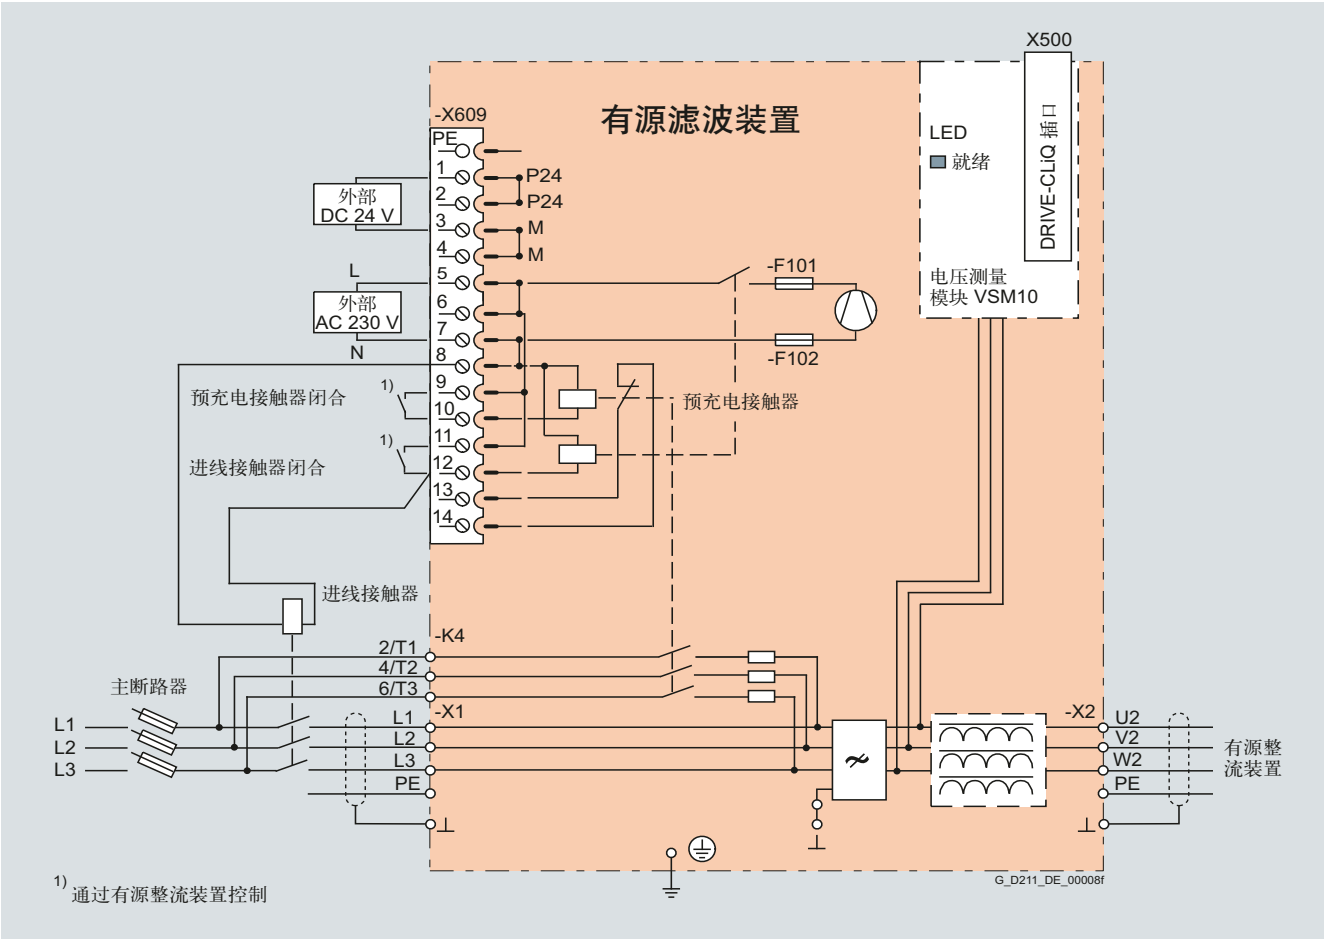 X500
-X609
有源滤波装置
PE
1
P24
外部
DC 24 V
2
P24
3
M
4
M
LED
就绪
DRIVE-CLiQ 插口
电压测量
模块 VSM10
L
5
-F101
外部
AC 230 V
6
7
-F102
N
8
1)
预充电接触器闭合
9
10
预充电接触器
1)
进线接触器闭合
11
12
13
14
进线接触器
-K4
2/T1
4/T2
6/T3
主断路器
-X1
-X2
L1
L1
U2
L2
L2
V2
L3
L3
W2
PE
PE
有源整
流装置
G_D211_DE_00008f
1) 通过有源整流装置控制